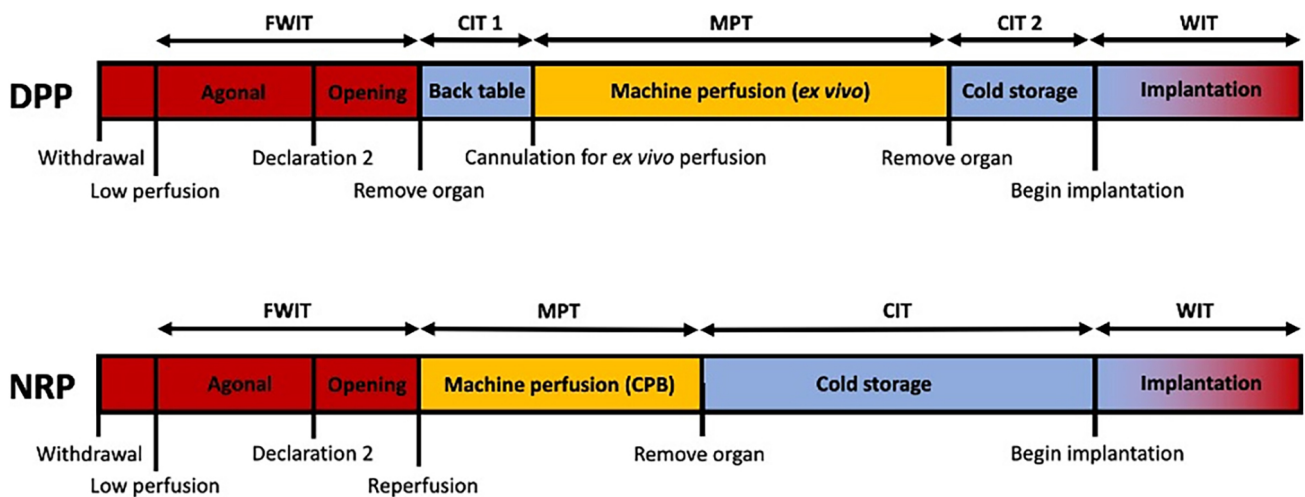 FWIT CIT 1 MPT CIT 2 WIT
DPP Agonal Opening Back table Machine perfusion (ex vivo) Cold storage Implantation
Withdrawal Declaration 2 Cannulation for ex vivo perfusion Remove organ
Low perfusion Remove organ Begin implantation
FWIT MPT CIT WIT
NRP Agonal Opening Machine perfusion (CPB) Cold storage Implantation
Withdrawal Declaration 2 Remove organ Begin implantation
Low perfusion Reperfusion